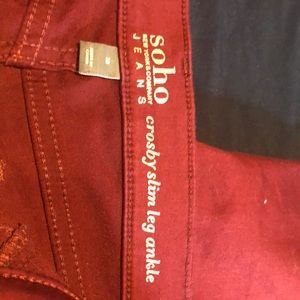 soho
NEW YORK & COMPANY
JEANS
crosby slim leg ankle